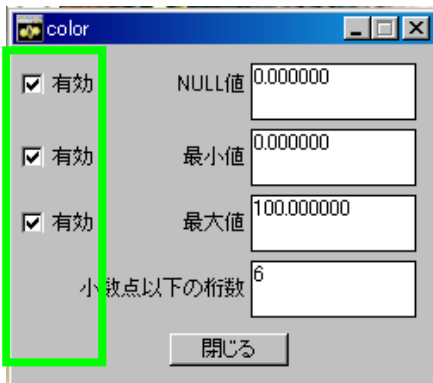 color
有効 NULL値 0.000000
有効 最小値 0.000000
有効 最大値 100.000000
小数点以下の桁数 6
閉じる